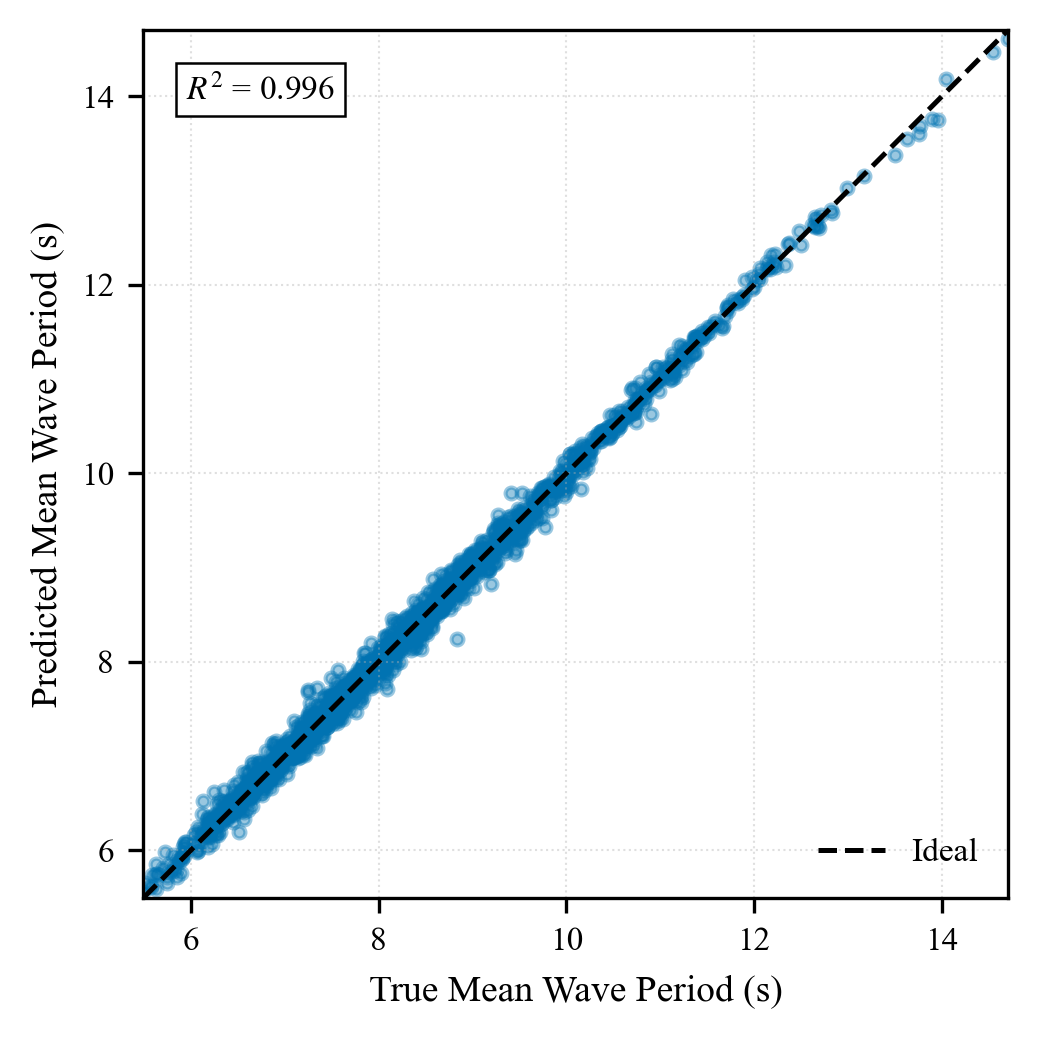 R² = 0.996
14
12
10
8
6
Predicted Mean Wave Period (s)
Ideal
6 8 10 12 14
True Mean Wave Period (s)